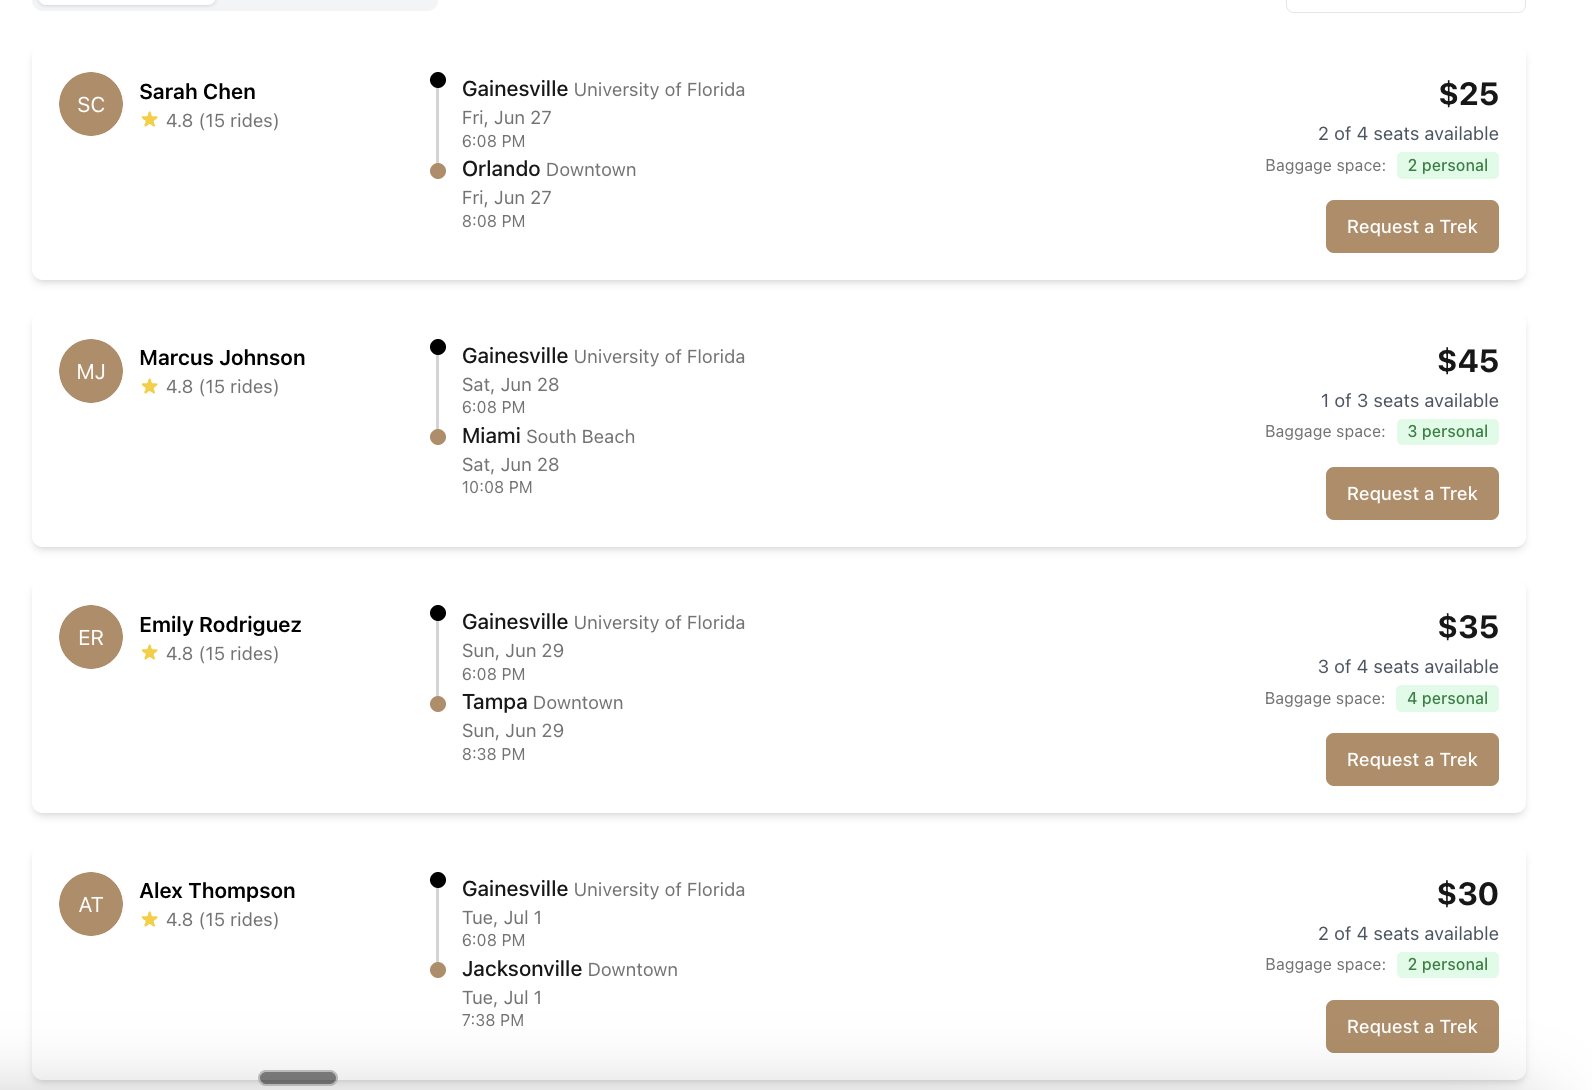 SC
Sarah Chen
4.8 (15 rides)
Gainesville University of Florida
Fri, Jun 27
6:08 PM
Orlando Downtown
Fri, Jun 27
8:08 PM
$25
2 of 4 seats available
Baggage space: 2 personal
Request a Trek
MJ
Marcus Johnson
4.8 (15 rides)
Gainesville University of Florida
Sat, Jun 28
6:08 PM
Miami South Beach
Sat, Jun 28
10:08 PM
$45
1 of 3 seats available
Baggage space: 3 personal
Request a Trek
ER
Emily Rodriguez
4.8 (15 rides)
Gainesville University of Florida
Sun, Jun 29
6:08 PM
Tampa Downtown
Sun, Jun 29
8:38 PM
$35
3 of 4 seats available
Baggage space: 4 personal
Request a Trek
AT
Alex Thompson
4.8 (15 rides)
Gainesville University of Florida
Tue, Jul 1
6:08 PM
Jacksonville Downtown
Tue, Jul 1
7:38 PM
$30
2 of 4 seats available
Baggage space: 2 personal
Request a Trek